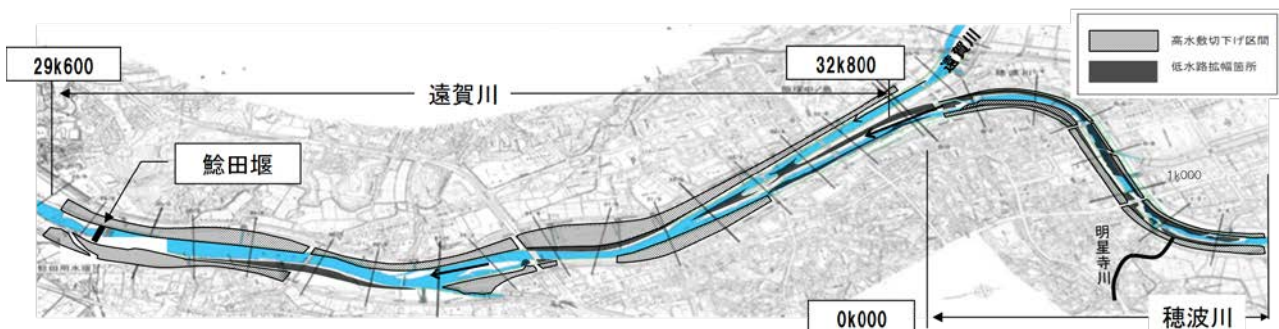 29k600
遠賀川
32k800
遠賀川
高水敷切下げ区間
低水路拡幅箇所
鯰田堰
1k000
明星寺川
0k000
穂波川